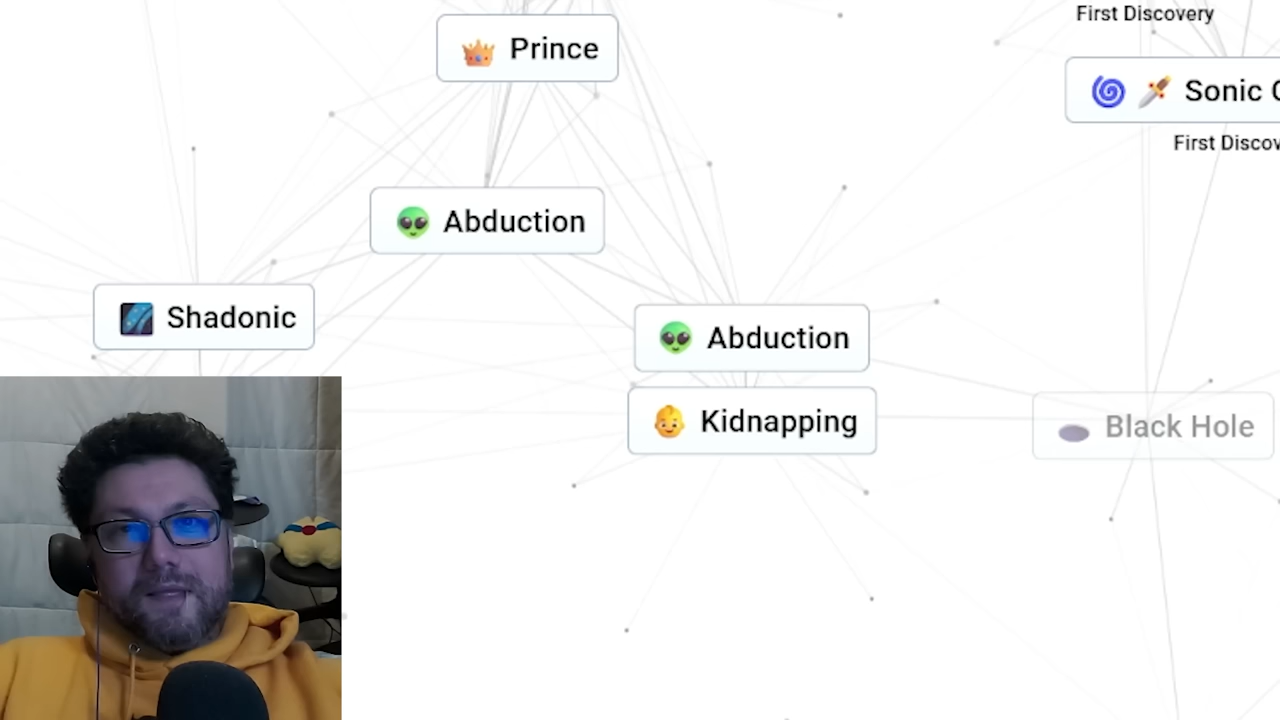 First Discovery
Prince
Sonic
First Discov
Abduction
Shadonic
Abduction
Kidnapping
Black Hole